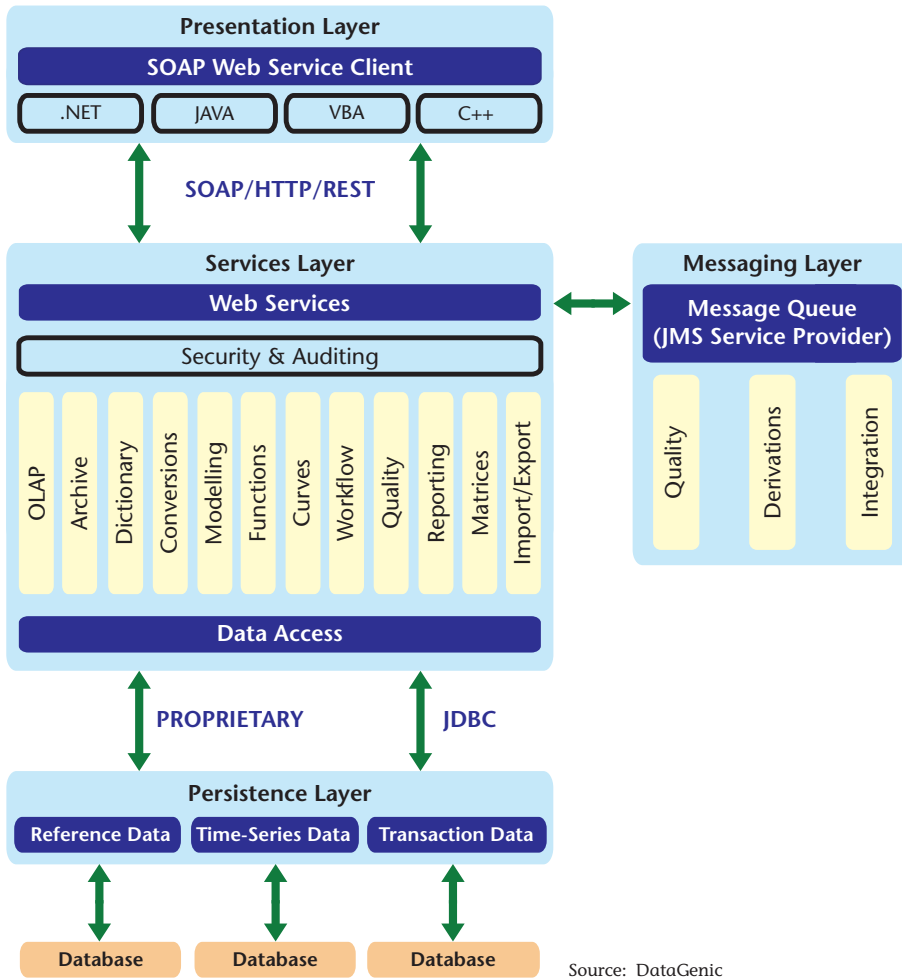 Presentation Layer
SOAP Web Service Client
.NET
JAVA
VBA
C++
SOAP/HTTP/REST
Services Layer
Web Services
Security & Auditing
OLAP
Archive
Dictionary
Conversions
Modelling
Functions
Curves
Workflow
Quality
Reporting
Matrices
Import/Export
Data Access
Messaging Layer
Message Queue
(JMS Service Provider)
Quality
Derivations
Integration
PROPRIETARY
JDBC
Persistence Layer
Reference Data
Time-Series Data
Transaction Data
Database
Database
Database
Source: DataGenic